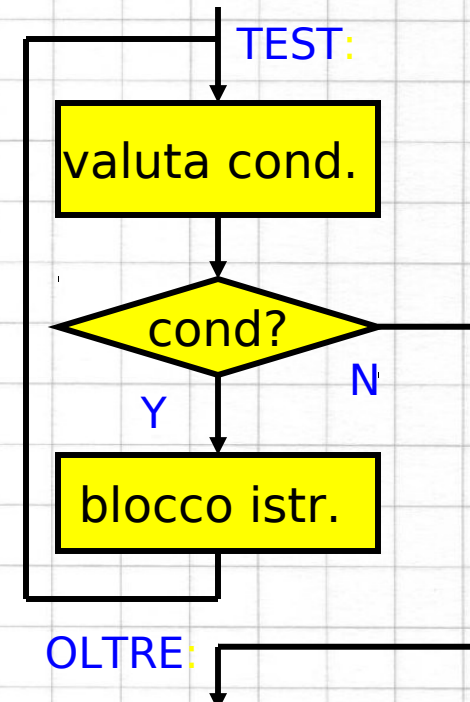 TEST:
valuta cond.
cond?
N
Y
blocco istr.
OLTRE: